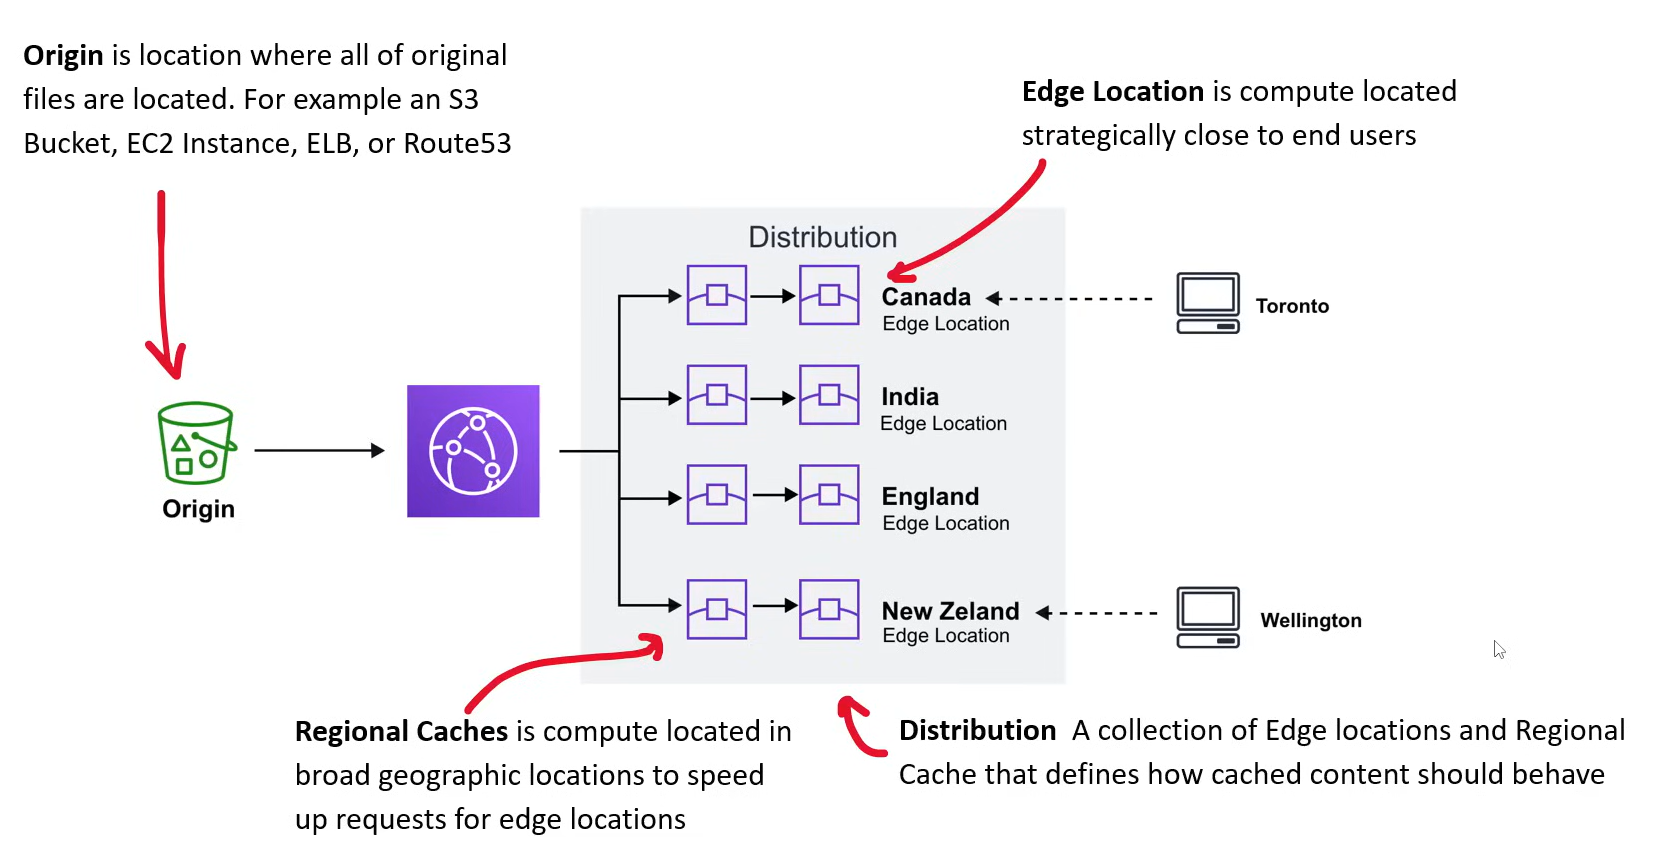 Origin is location where all of original
files are located. For example an S3
Bucket, EC2 Instance, ELB, or Route53
Edge Location is compute located
strategically close to end users
Distribution
Canada
Edge Location
Toronto
India
Edge Location
Origin
England
Edge Location
New Zeland
Edge Location
Wellington
Regional Caches is compute located in
broad geographic locations to speed
up requests for edge locations
Distribution  A collection of Edge locations and Regional
Cache that defines how cached content should behave